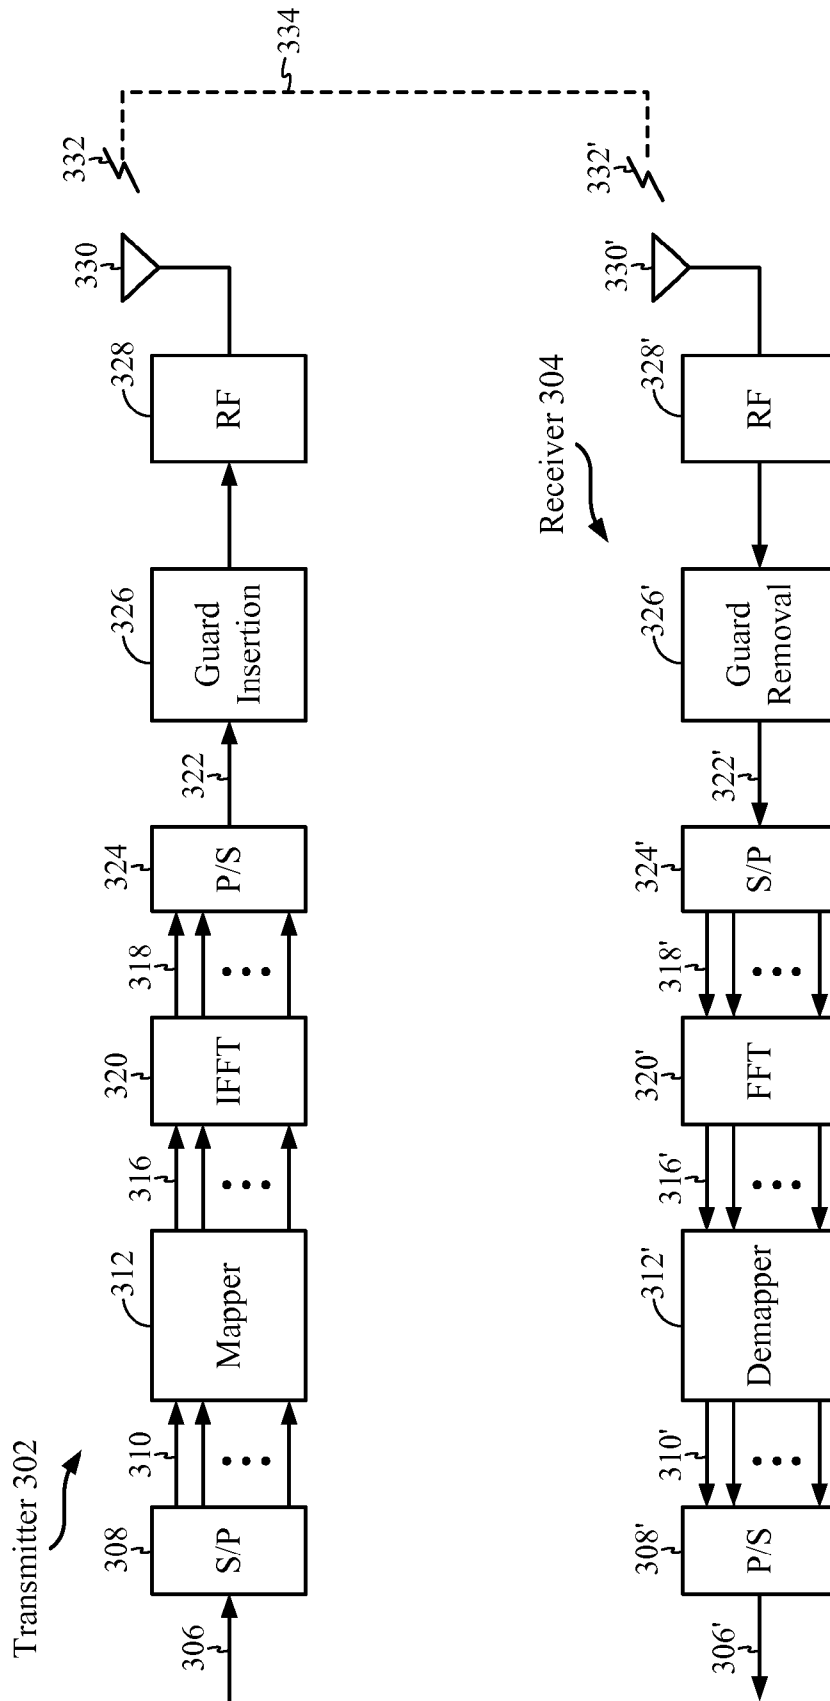 Transmitter 302
306
308
S/P
310
312
Mapper
316
320
IFFT
318
324
P/S
322
326
Guard
Insertion
328
RF
330
332
334
Receiver 304
306'
308'
P/S
310'
312'
Demapper
316'
320'
FFT
318'
324'
S/P
322'
326'
Guard
Removal
328'
RF
330'
332'